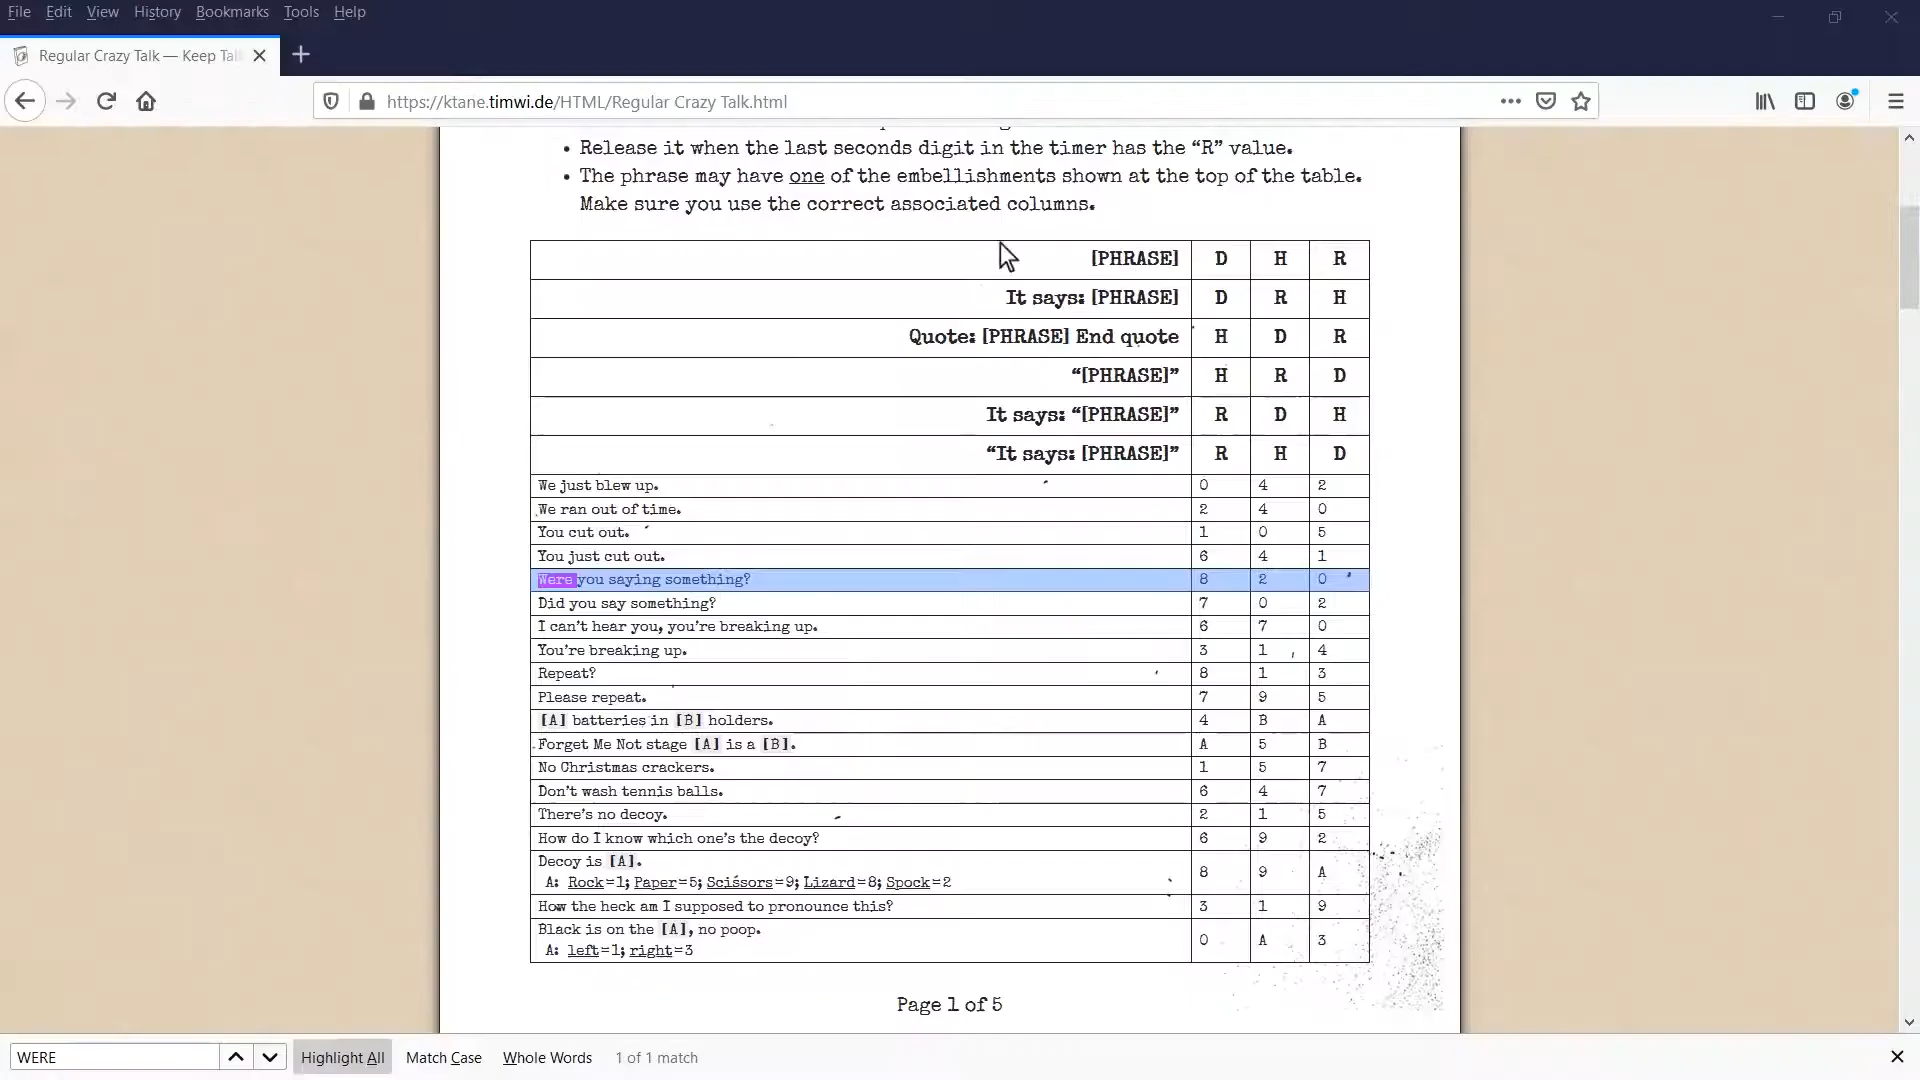 File Edit View History Bookmarks Tools Help
Regular Crazy Talk — Keep Tal
https://ktane.timwi.de/HTML/Regular Crazy Talk.html
• Release it when the last seconds digit in the timer has the “R” value.
• The phrase may have one of the embellishments shown at the top of the table.
Make sure you use the correct associated columns.
[PHRASE] D H R
It says: [PHRASE] D R H
Quote: [PHRASE] End quote H D R
“[PHRASE]” H R D
It says: “[PHRASE]” R D H
“It says: [PHRASE]” R H D
We just blew up. 0 4 2
We ran out of time. 2 4 0
You cut out. 1 0 5
You just cut out. 6 4 1
Were you saying something? 8 2 0
Did you say something? 7 0 2
I can’t hear you, you’re breaking up. 6 7 0
You’re breaking up. 3 1 4
Repeat? 8 1 3
Please repeat. 7 9 5
[A] batteries in [B] holders. 4 B A
Forget Me Not stage [A] is a [B]. A 5 B
No Christmas crackers. 1 5 7
Don’t wash tennis balls. 6 4 7
There’s no decoy. 2 1 5
How do I know which one’s the decoy? 6 9 2
Decoy is [A]. 8 9 A
A: Rock=1; Paper=5; Scissors=9; Lizard=8; Spock=2
How the heck am I supposed to pronounce this? 3 1 9
Black is on the [A], no poop. 0 A 3
A: left=1; right=3
Page 1 of 5
WERE Highlight All Match Case Whole Words 1 of 1 match